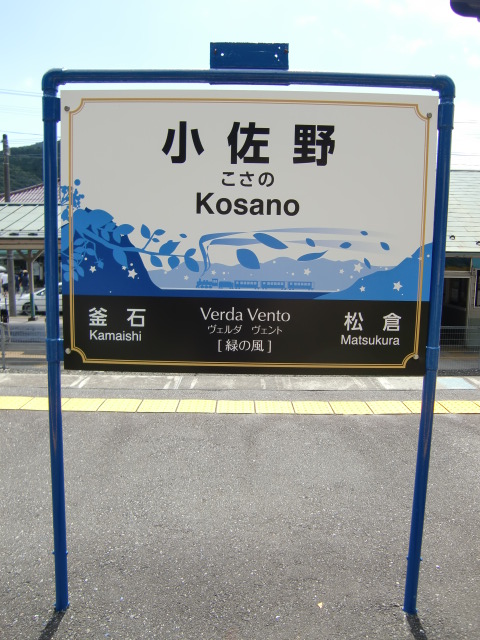 小佐野
こさの
Kosano
釜石
Kamaishi
Verda Vento
ヴェルダ ヴェント
[ 緑の風 ]
松倉
Matsukura